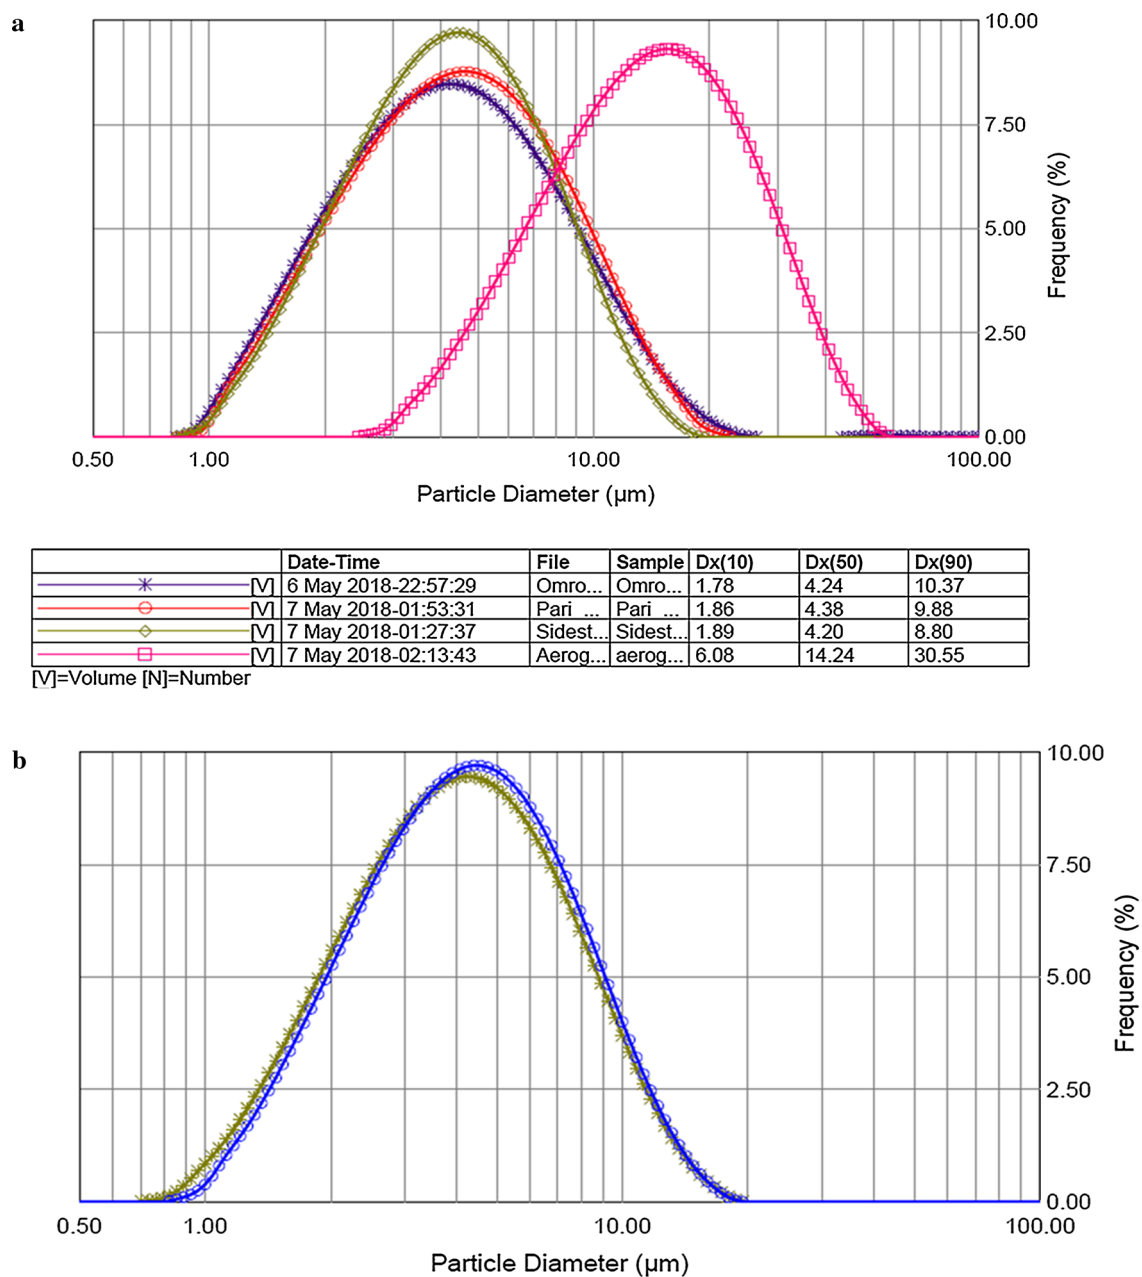 a
10.00
7.50
5.00
2.50
0.00
Frequency (%)
0.50 1.00 10.00 100.00
Particle Diameter (µm)
Date-Time File Sample Dx(10) Dx(50) Dx(90)
[V] 6 May 2018-22:57:29 Omro... Omro... 1.78 4.24 10.37
[V] 7 May 2018-01:53:31 Pari ... Pari ... 1.86 4.38 9.88
[V] 7 May 2018-01:27:37 Sidest... Sidest... 1.89 4.20 8.80
[V] 7 May 2018-02:13:43 Aerog... aerog... 6.08 14.24 30.55
[V]=Volume [N]=Number
b
10.00
7.50
5.00
2.50
0.00
Frequency (%)
0.50 1.00 10.00 100.00
Particle Diameter (µm)